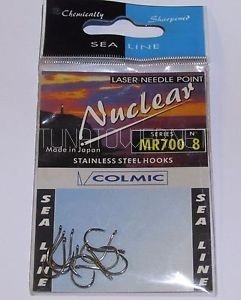 Chemically Sharpened
SEA LINE
LASER NEEDLE POINT
Nuclear
SERIES N°
Made in Japan MR700 8
STAINLESS STEEL HOOKS
COLMIC
SEA LINE
SEA LINE